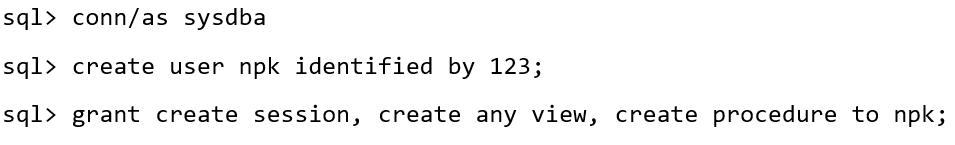 sql> conn/as sysdba
sql> create user npk identified by 123;
sql> grant create session, create any view, create procedure to npk;